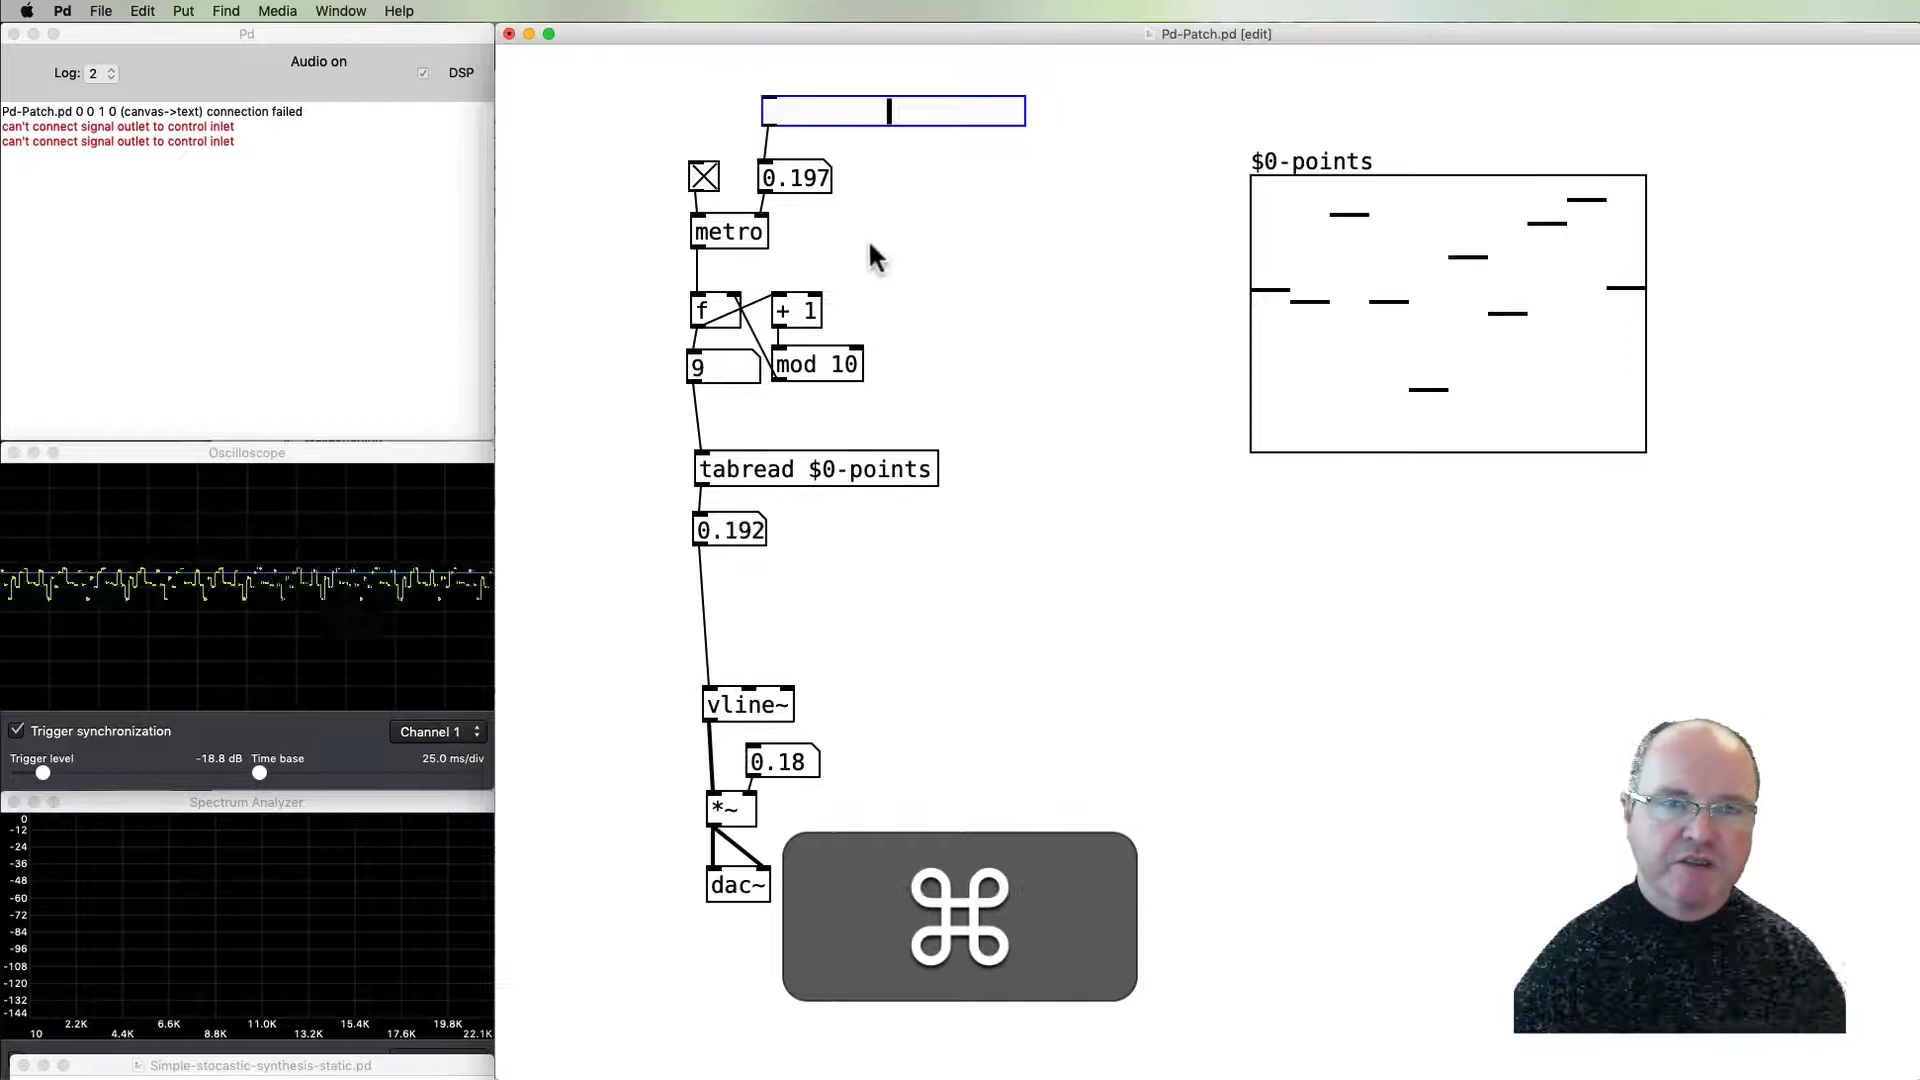 Pd File Edit Put Find Media Window Help
Pd
Audio on
Log: 2
DSP
Pd-Patch.pd 0 0 1 0 (canvas->text) connection failed
can't connect signal outlet to control inlet
can't connect signal outlet to control inlet
Oscilloscope
Trigger synchronization
Channel 1
Trigger level -18.8 dB Time base 25.0 ms/div
Spectrum Analyzer
0
-12
-24
-36
-48
-60
-72
-84
-96
-108
-120
-132
-144
2.2K 6.6K 11.0K 15.4K 19.8K
10 4.4K 8.8K 13.2K 17.6K 22.1K
Simple-stocastic-synthesis-static.pd
Pd-Patch.pd [edit]
0.197
metro
f
+ 1
9
mod 10
tabread $0-points
0.192
vline~
0.18
*~
dac~
⌘
$0-points